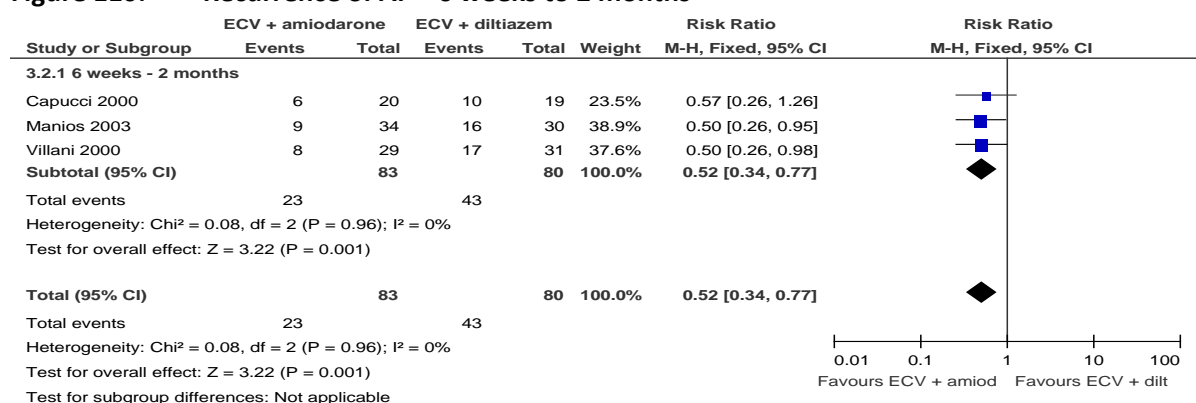 Figure Recurrence of AF weeks to months
ECV + amiodarone ECV + diltiazem Risk Ratio Risk Ratio
Study or Subgroup Events Total Events Total Weight M-H, Fixed, 95% CI M-H, Fixed, 95% CI
3.2.1 6 weeks - 2 months
Capucci 2000 6 20 10 19 23.5% 0.57 [0.26, 1.26]
Manios 2003 9 34 16 30 38.9% 0.50 [0.26, 0.95]
Villani 2000 8 29 17 31 37.6% 0.50 [0.26, 0.98]
Subtotal (95% CI) 83 80 100.0% 0.52 [0.34, 0.77]
Total events 23 43
Heterogeneity: Chi² = 0.08, df = 2 (P = 0.96); I² = 0%
Test for overall effect: Z = 3.22 (P = 0.001)
Total (95% CI) 83 80 100.0% 0.52 [0.34, 0.77]
Total events 23 43
Heterogeneity: Chi² = 0.08, df = 2 (P = 0.96); I² = 0%
Test for overall effect: Z = 3.22 (P = 0.001)
Test for subgroup differences: Not applicable
0.01 0.1 1 10 100
Favours ECV + amiod Favours ECV + dilt